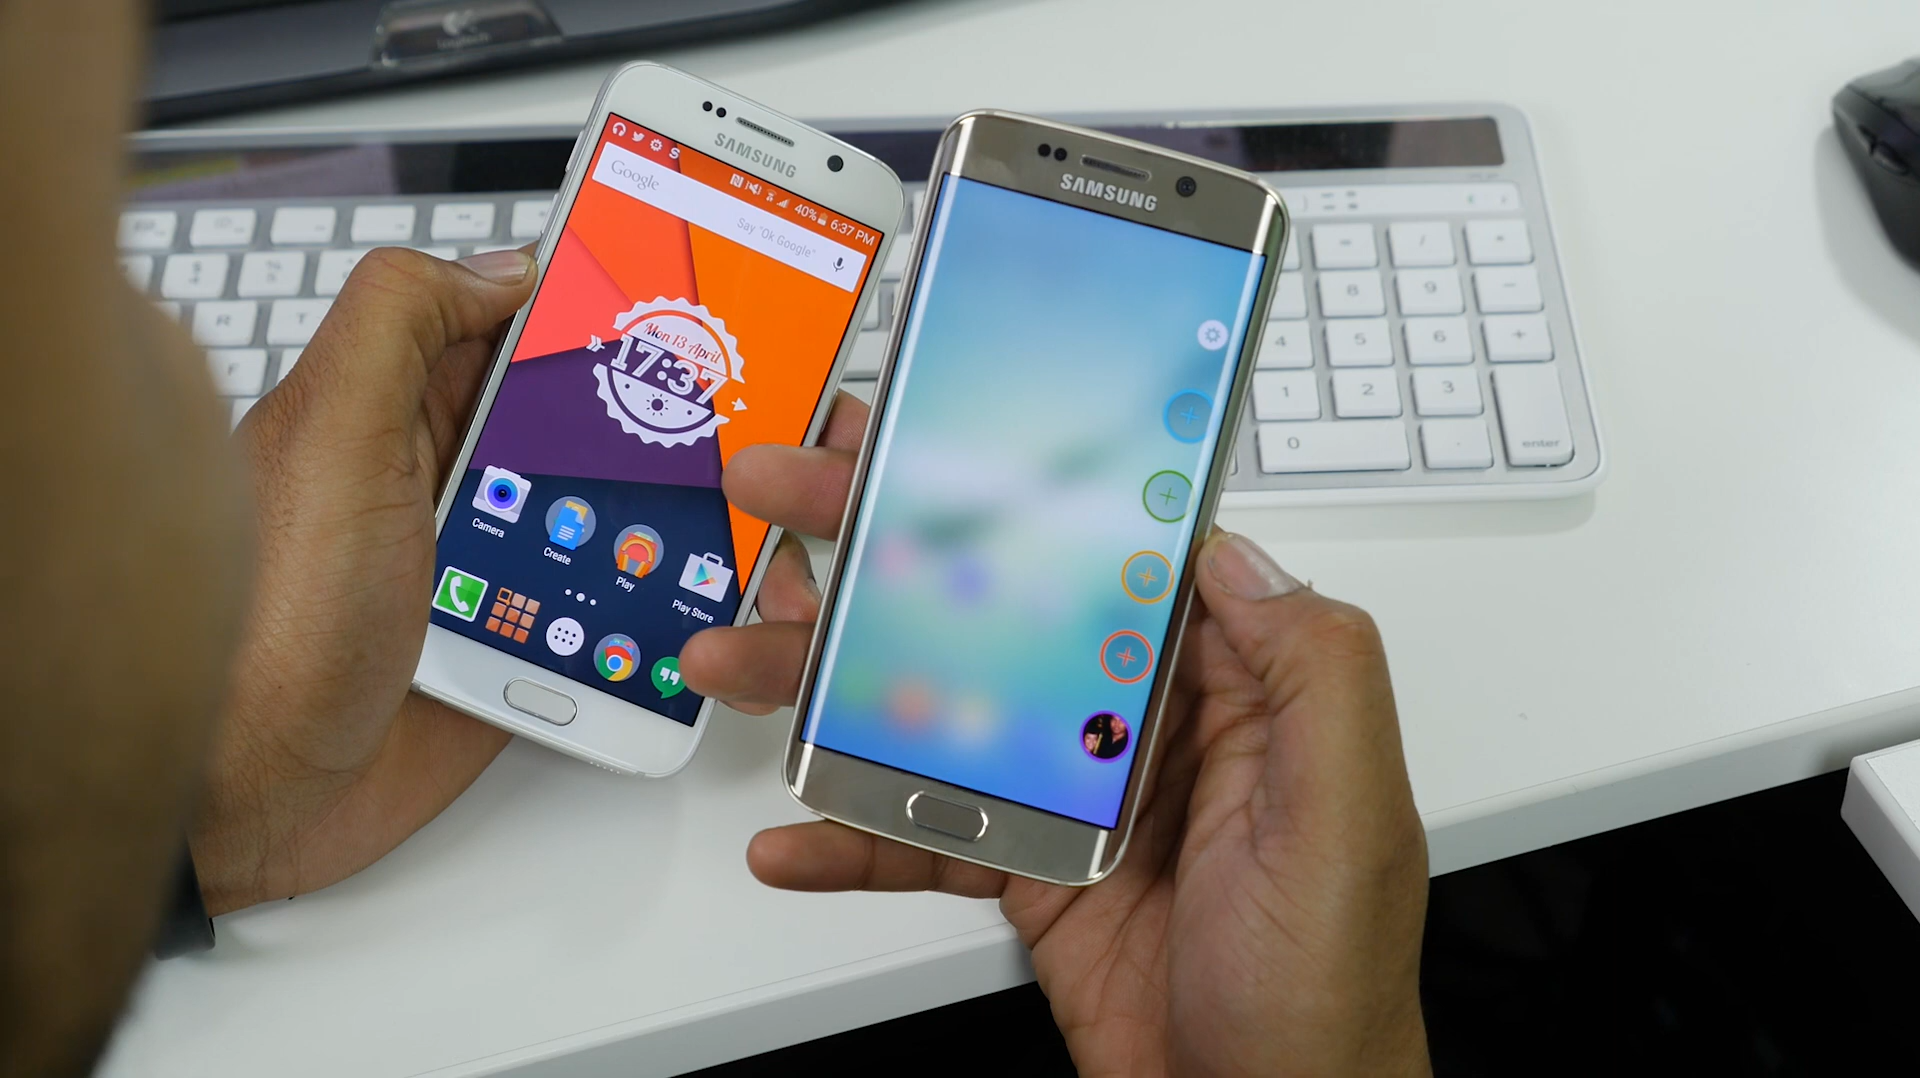 Logitech
SAMSUNG
40% 6:37 PM
Google
Say "Ok Google"
Mon 13 April
17:37
Camera
Create
Play
Play Store
SAMSUNG
R
T
F
$
%
=
/
*
8
9
-
4
5
6
+
1
2
3
0
.
enter